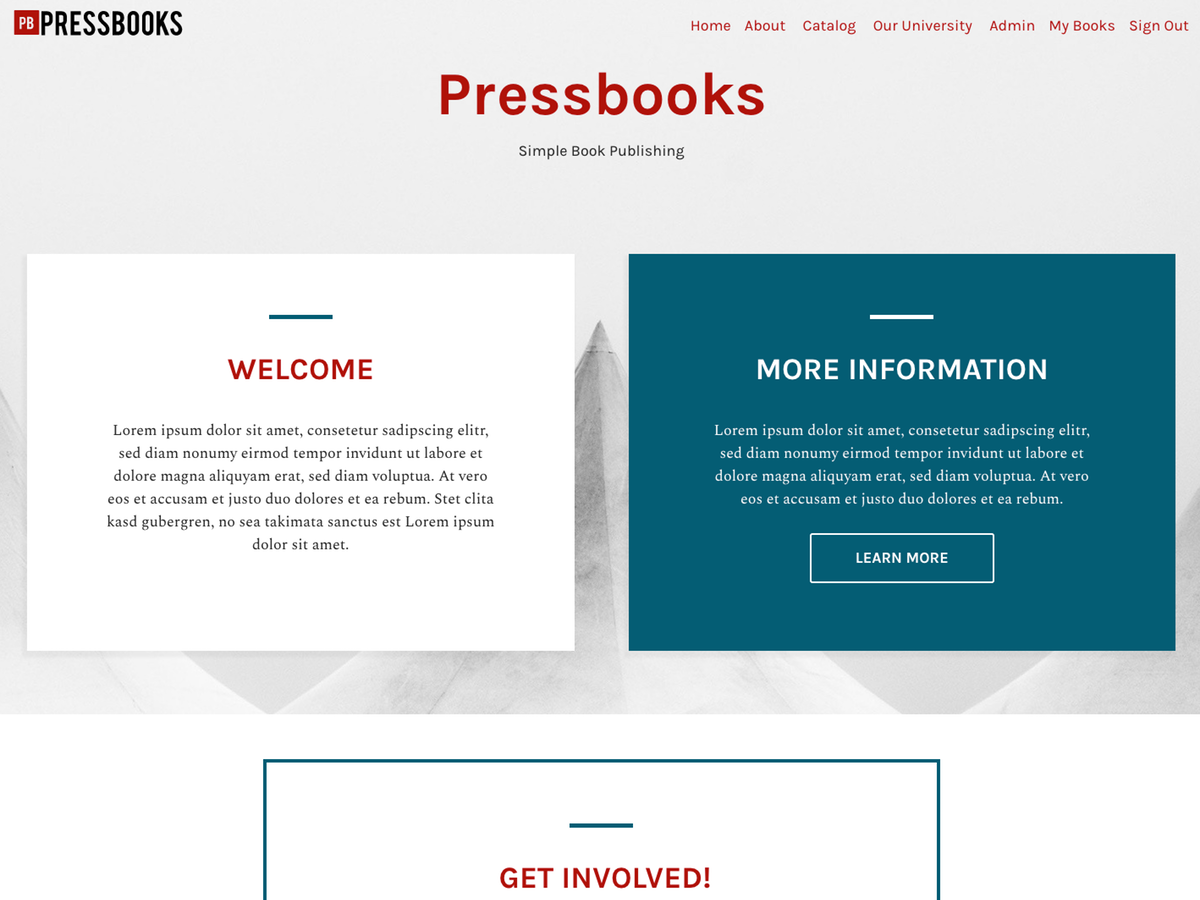 PB PRESSBOOKS
Home About Catalog Our University Admin My Books Sign Out
Pressbooks
Simple Book Publishing
WELCOME
Lorem ipsum dolor sit amet, consetetur sadipscing elitr,
sed diam nonumy eirmod tempor invidunt ut labore et
dolore magna aliquyam erat, sed diam voluptua. At vero
eos et accusam et justo duo dolores et ea rebum. Stet clita
kasd gubergren, no sea takimata sanctus est Lorem ipsum
dolor sit amet.
MORE INFORMATION
Lorem ipsum dolor sit amet, consetetur sadipscing elitr,
sed diam nonumy eirmod tempor invidunt ut labore et
dolore magna aliquyam erat, sed diam voluptua. At vero
eos et accusam et justo duo dolores et ea rebum.
LEARN MORE
GET INVOLVED!